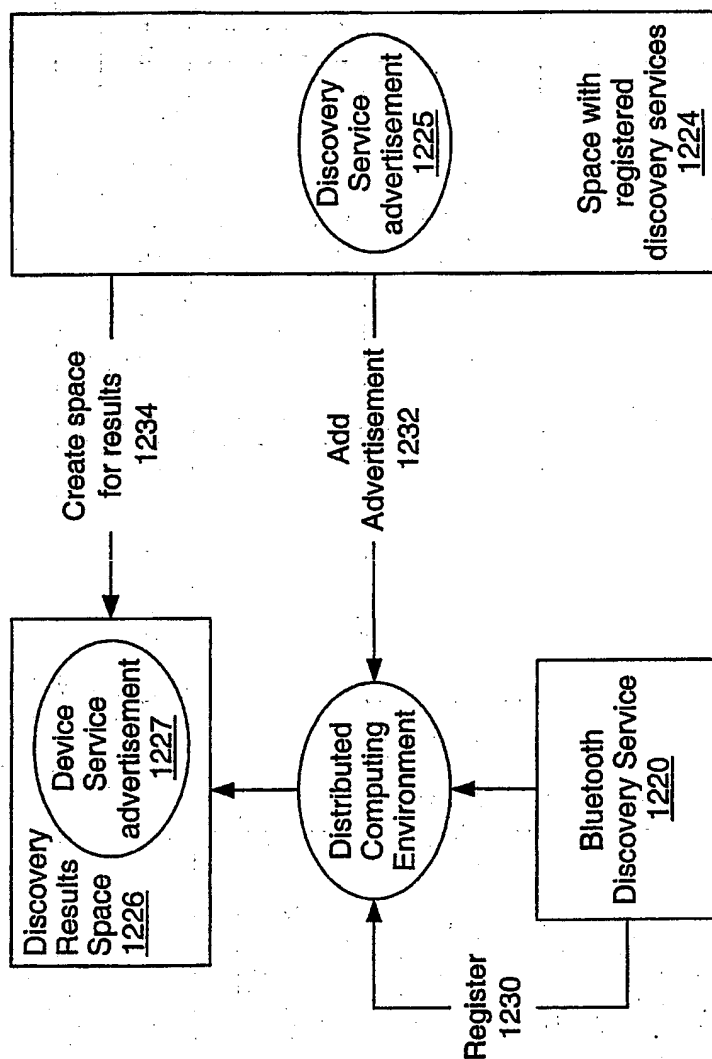 Discovery
Results
Space
1226
Device
Service
advertisement
1227
Create space
for results
1234
Discovery
Service
advertisement
1225
Space with
registered
discovery services
1224
Distributed
Computing
Environment
Add
Advertisement
1232
Register
1230
Bluetooth
Discovery Service
1220